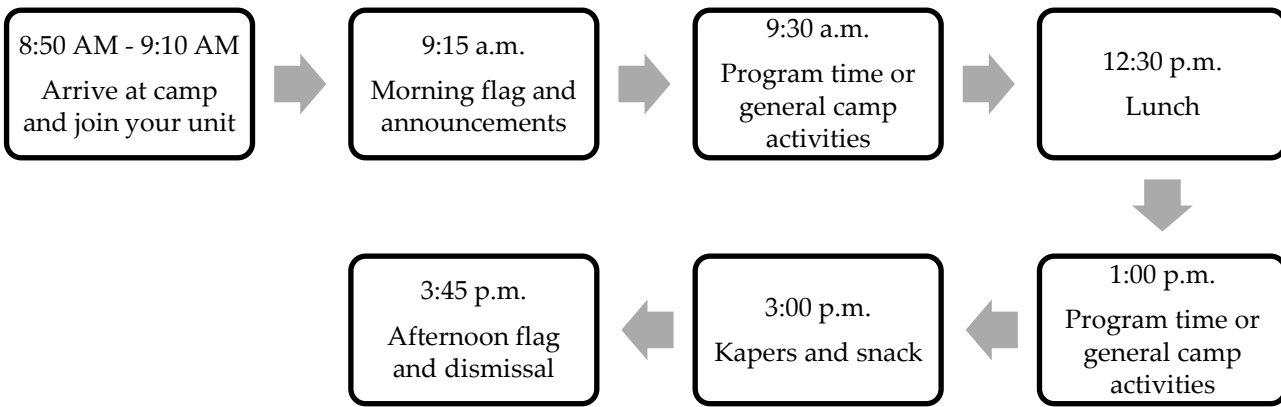 8:50 AM - 9:10 AM
Arrive at camp
and join your unit
9:15 a.m.
Morning flag and
announcements
9:30 a.m.
Program time or
general camp
activities
12:30 p.m.
Lunch
1:00 p.m.
Program time or
general camp
activities
3:00 p.m.
Kapers and snack
3:45 p.m.
Afternoon flag
and dismissal